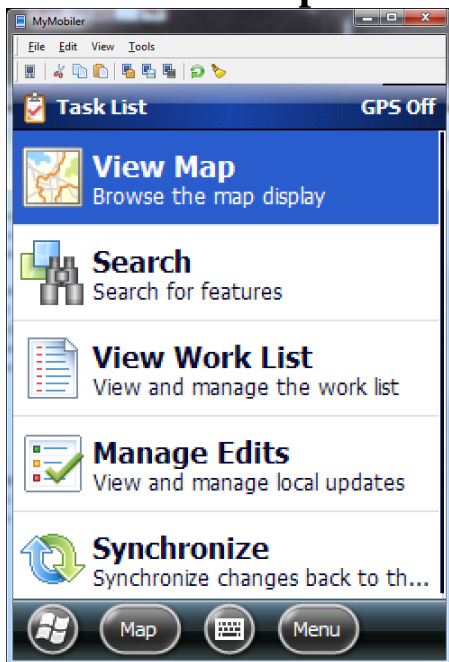 MyMobiler
File Edit View Tools
Task List GPS Off
View Map
Browse the map display
Search
Search for features
View Work List
View and manage the work list
Manage Edits
View and manage local updates
Synchronize
Synchronize changes back to th...
Map Menu